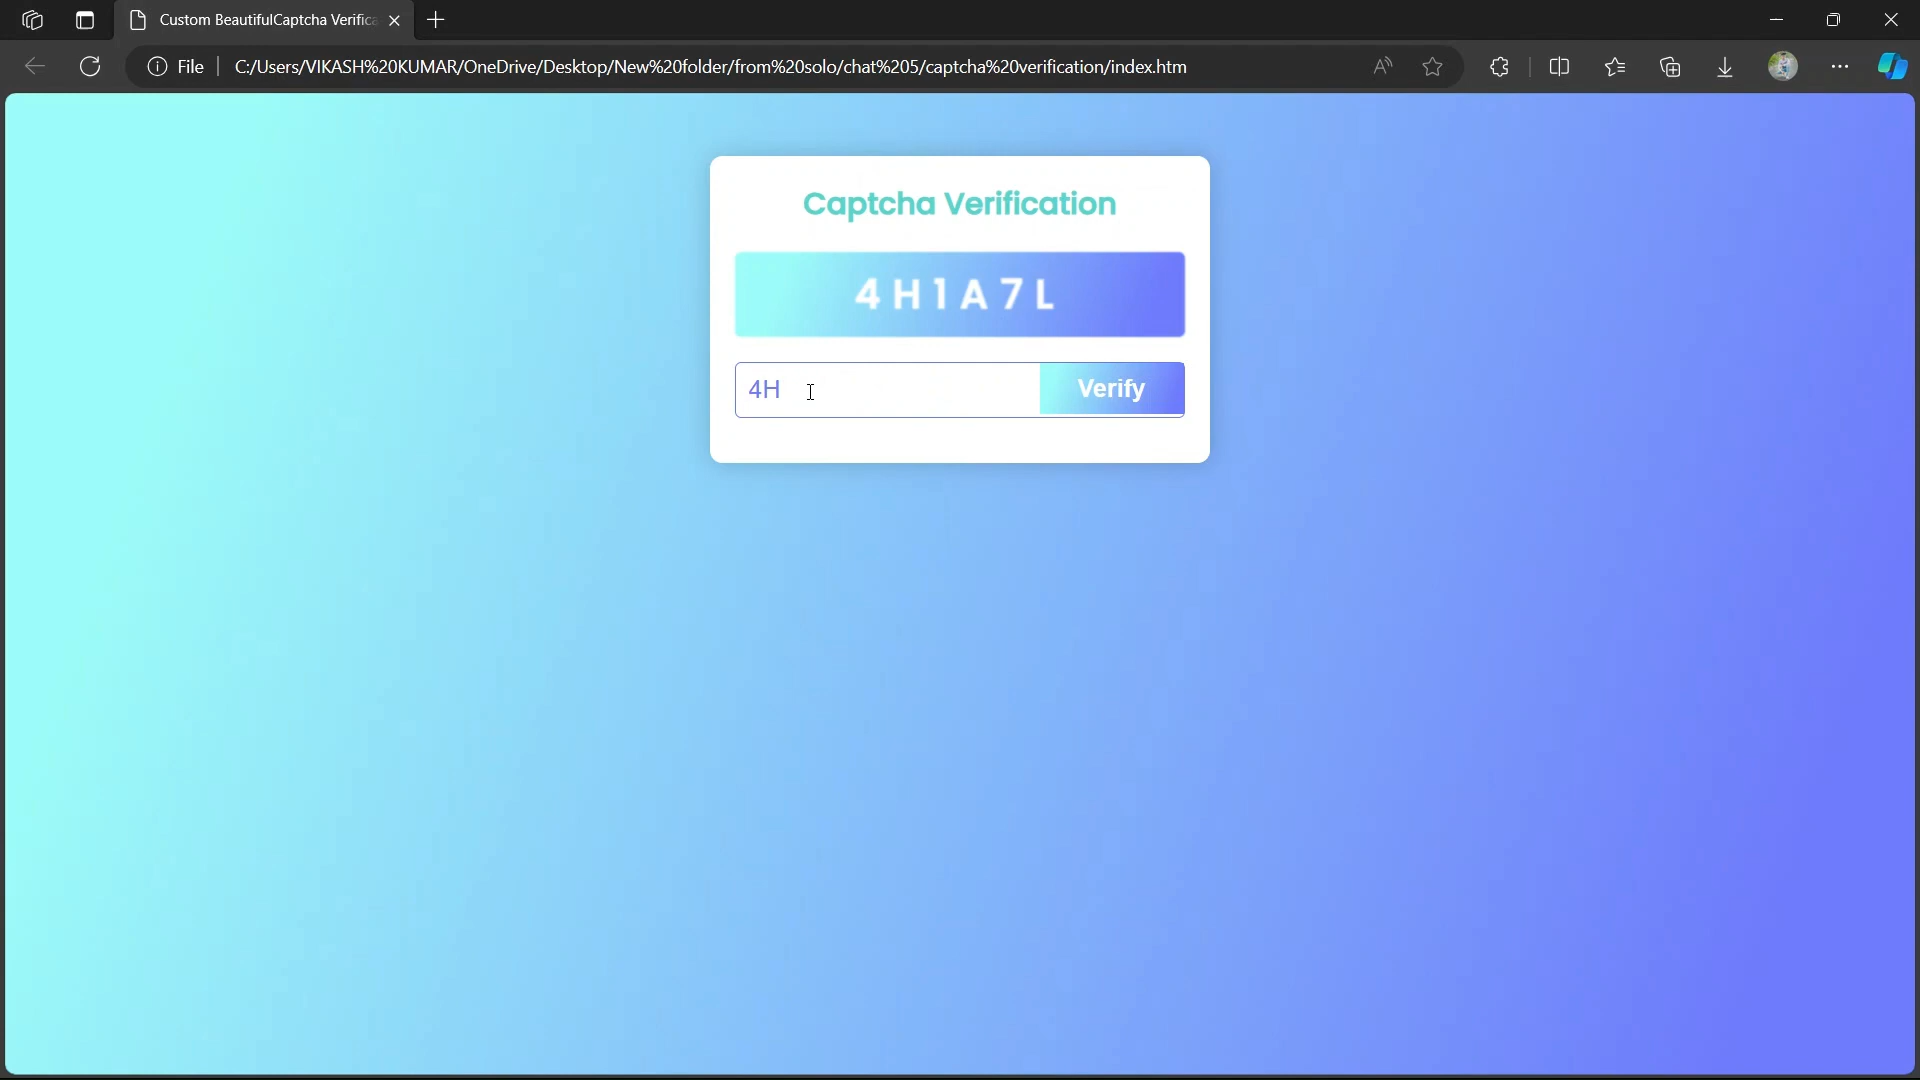 Custom BeautifulCaptcha Verifica
File
C:/Users/VIKASH%20KUMAR/OneDrive/Desktop/New%20folder/from%20solo/chat%205/captcha%20verification/index.htm
Captcha Verification
4H1A7L
4H
Verify